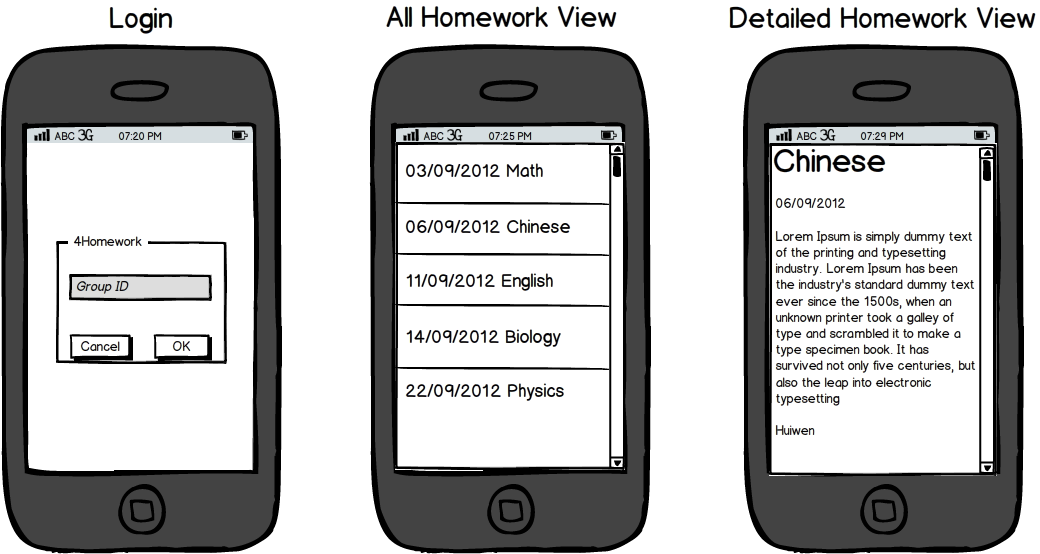 Login
ABC 3G 07:20 PM
4Homework
Group ID
Cancel OK
All Homework View
ABC 3G 07:25 PM
03/09/2012 Math
06/09/2012 Chinese
11/09/2012 English
14/09/2012 Biology
22/09/2012 Physics
Detailed Homework View
ABC 3G 07:29 PM
Chinese
06/09/2012
Lorem Ipsum is simply dummy text
of the printing and typesetting
industry. Lorem Ipsum has been
the industry's standard dummy text
ever since the 1500s, when an
unknown printer took a galley of
type and scrambled it to make a
type specimen book. It has
survived not only five centuries, but
also the leap into electronic
typesetting
Huiwen